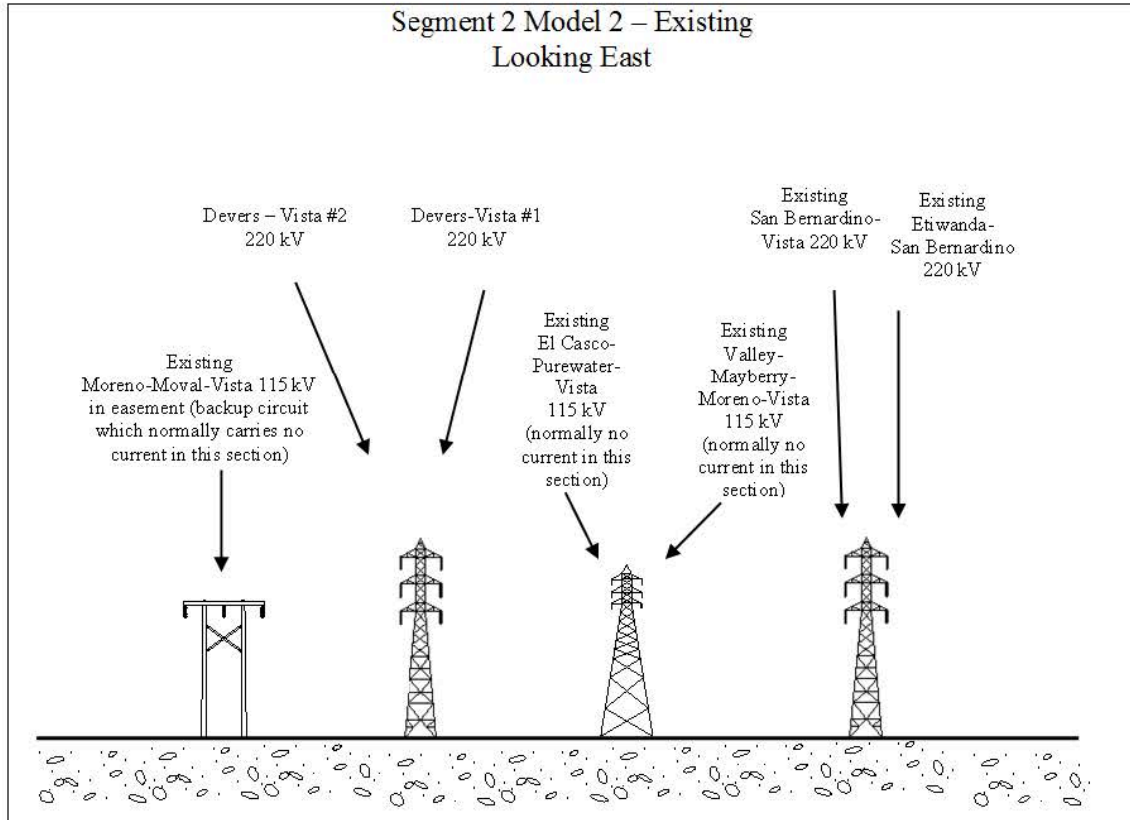 Segment 2 Model 2 – Existing
Looking East
Devers – Vista #2
220 kV
Devers-Vista #1
220 kV
Existing
San Bernardino-
Vista 220 kV
Existing
Etiwanda-
San Bernardino
220 kV
Existing
Moreno-Moval-Vista 115 kV
in easement (backup circuit
which normally carries no
current in this section)
Existing
El Casco-
Purewater-
Vista
115 kV
(normally no
current in this
section)
Existing
Valley-
Mayberry-
Moreno-Vista
115 kV
(normally no
current in this
section)